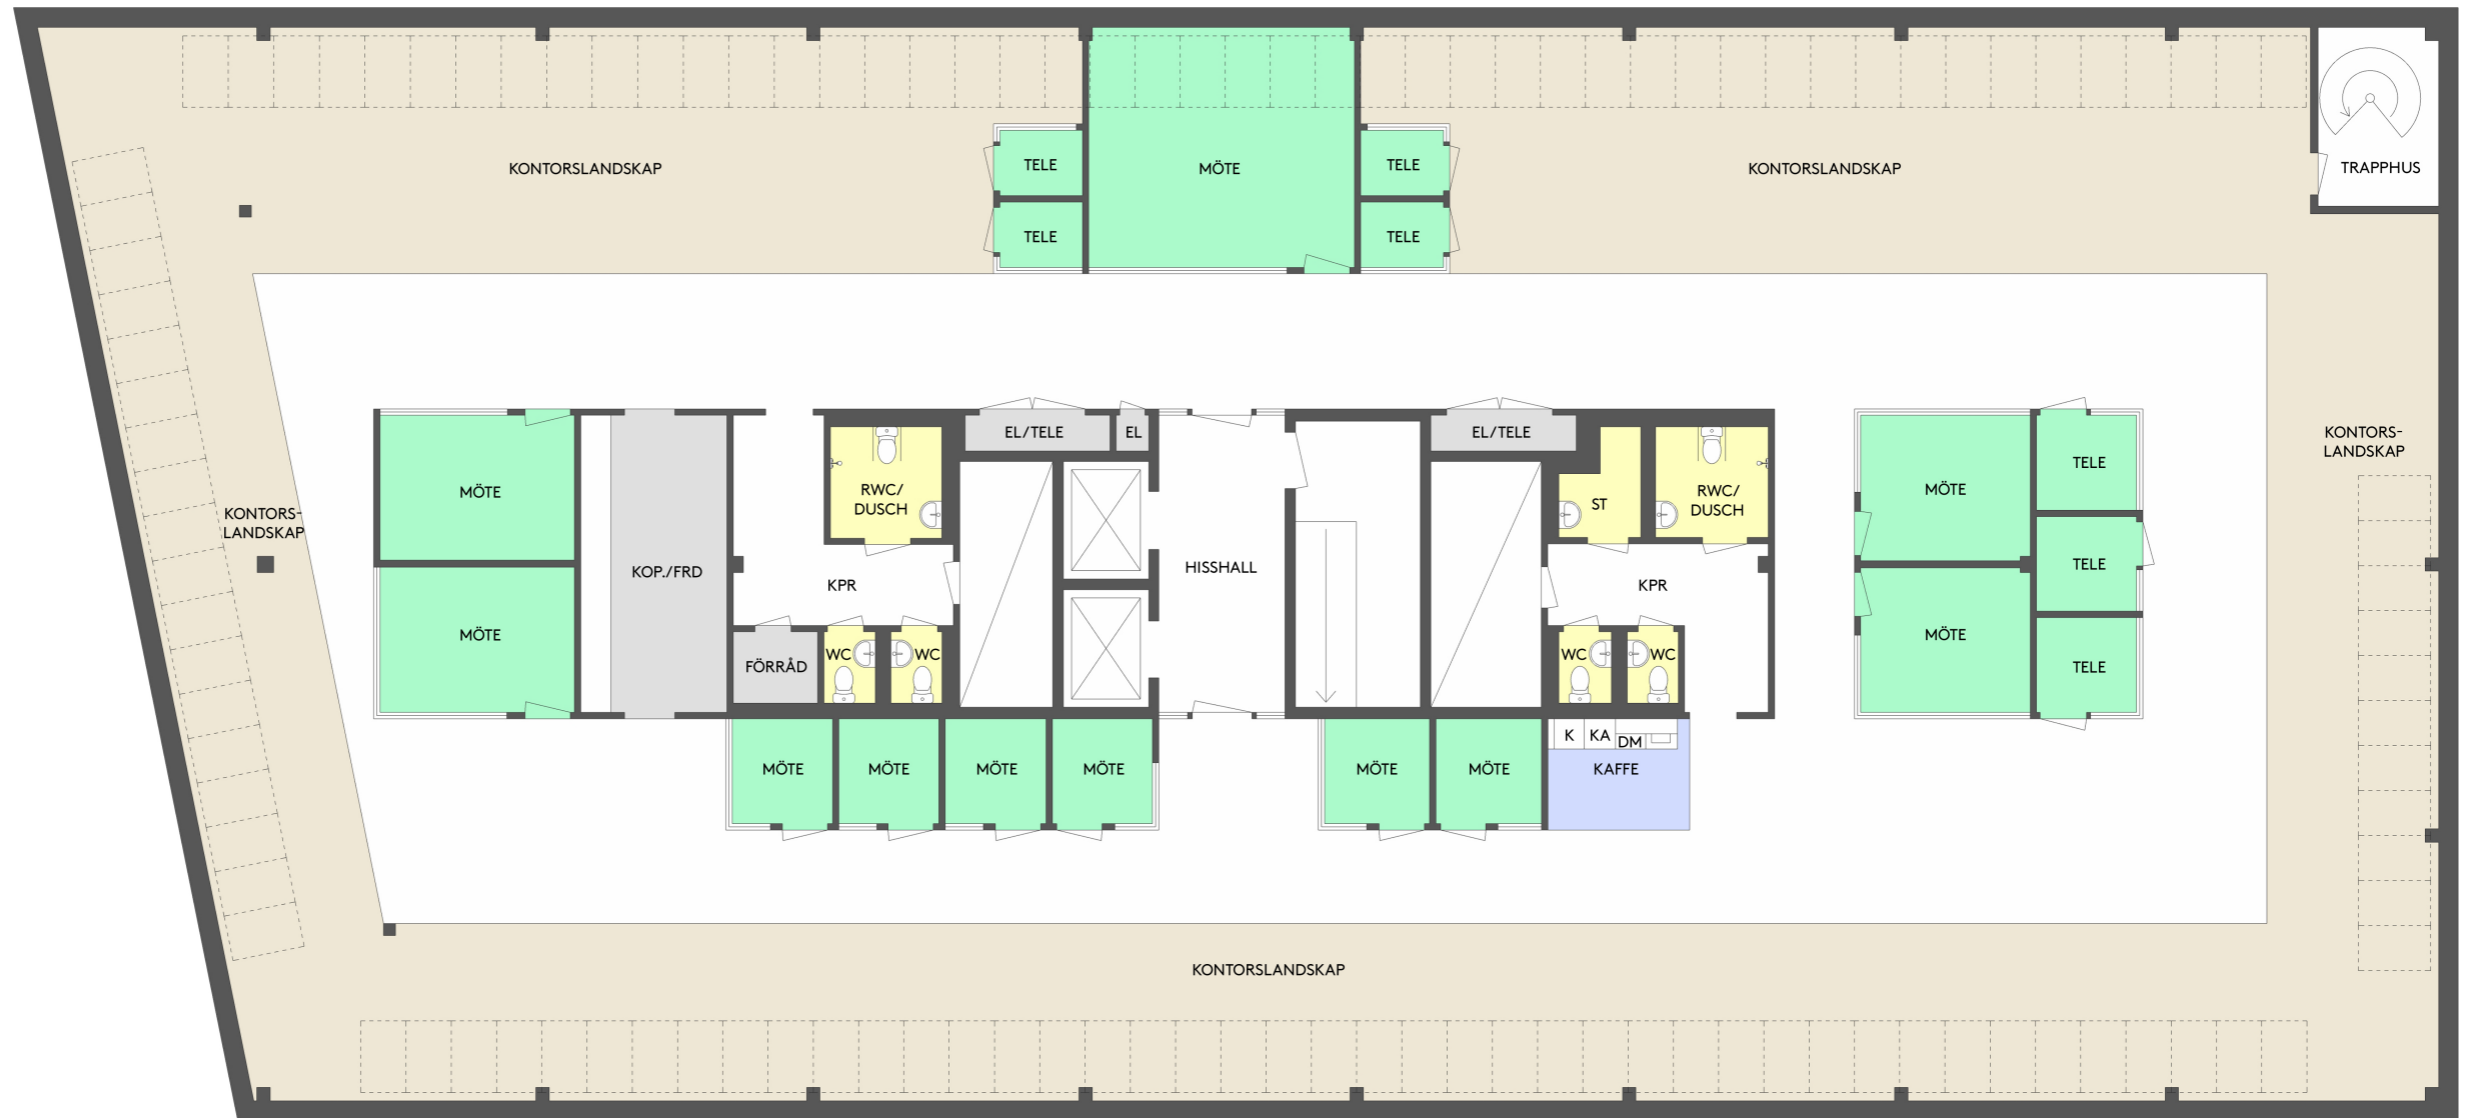 TELE
MÖTE
TELE
KONTORSLANDSKAP
KONTORSLANDSKAP
TRAPPHUS
TELE
TELE
EL/TELE
EL
EL/TELE
KONTORS-
LANDSKAP
MÖTE
RWC/
DUSCH
ST
RWC/
DUSCH
MÖTE
TELE
KONTORS-
LANDSKAP
KOP./FRD
HISSHALL
TELE
KPR
KPR
MÖTE
MÖTE
FÖRRÅD
WC
WC
WC
WC
TELE
K
KA
DM
MÖTE
MÖTE
MÖTE
MÖTE
MÖTE
MÖTE
KAFFE
KONTORSLANDSKAP